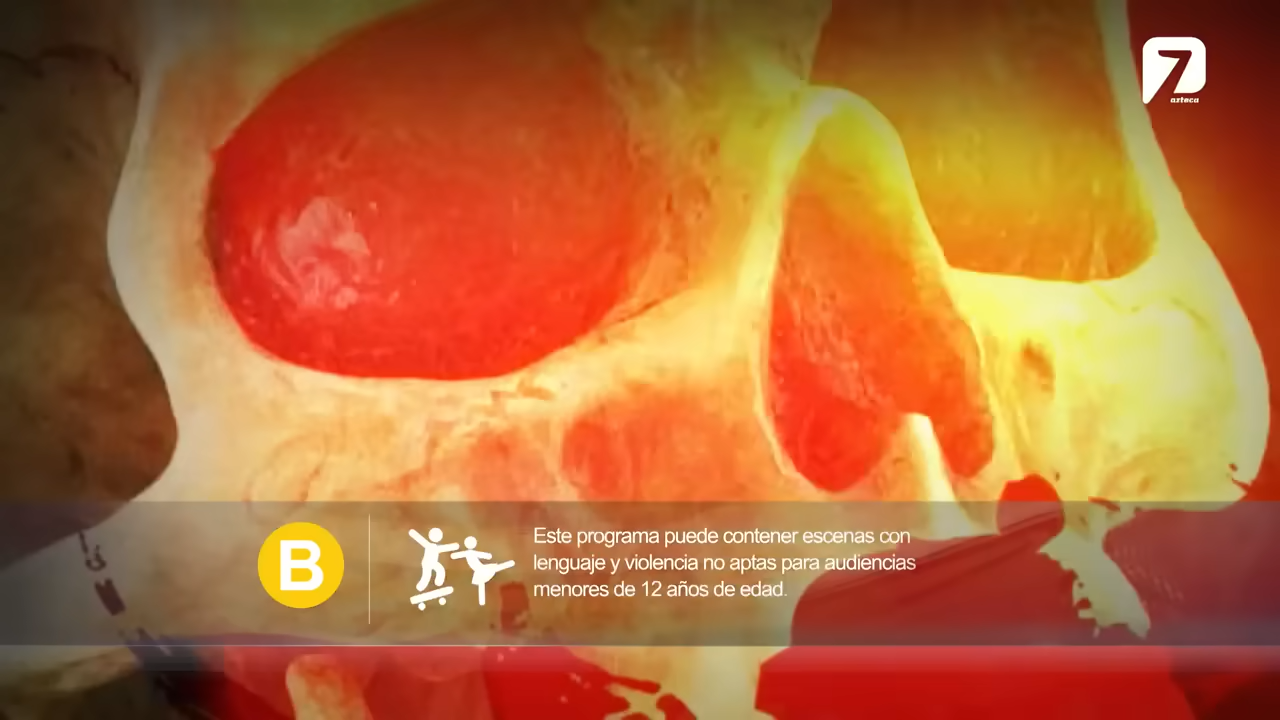 7
azteca
B
Este programa puede contener escenas con
lenguaje y violencia no aptas para audiencias
menores de 12 años de edad.